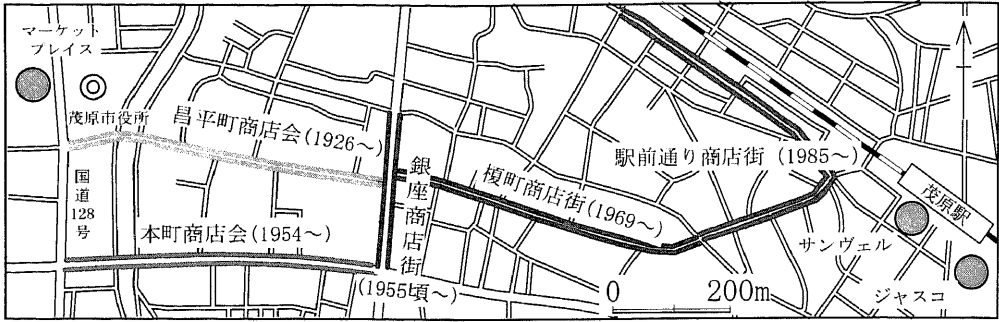 マーケット
プレイス
茂原市役所
昌平町商店会(1926～)
国道128号
本町商店会(1954～)
銀座商店街
(1955頃～)
榎町商店街(1969～)
駅前通り商店街 (1985～)
茂原駅
サンヴェル
ジャスコ
0 200m